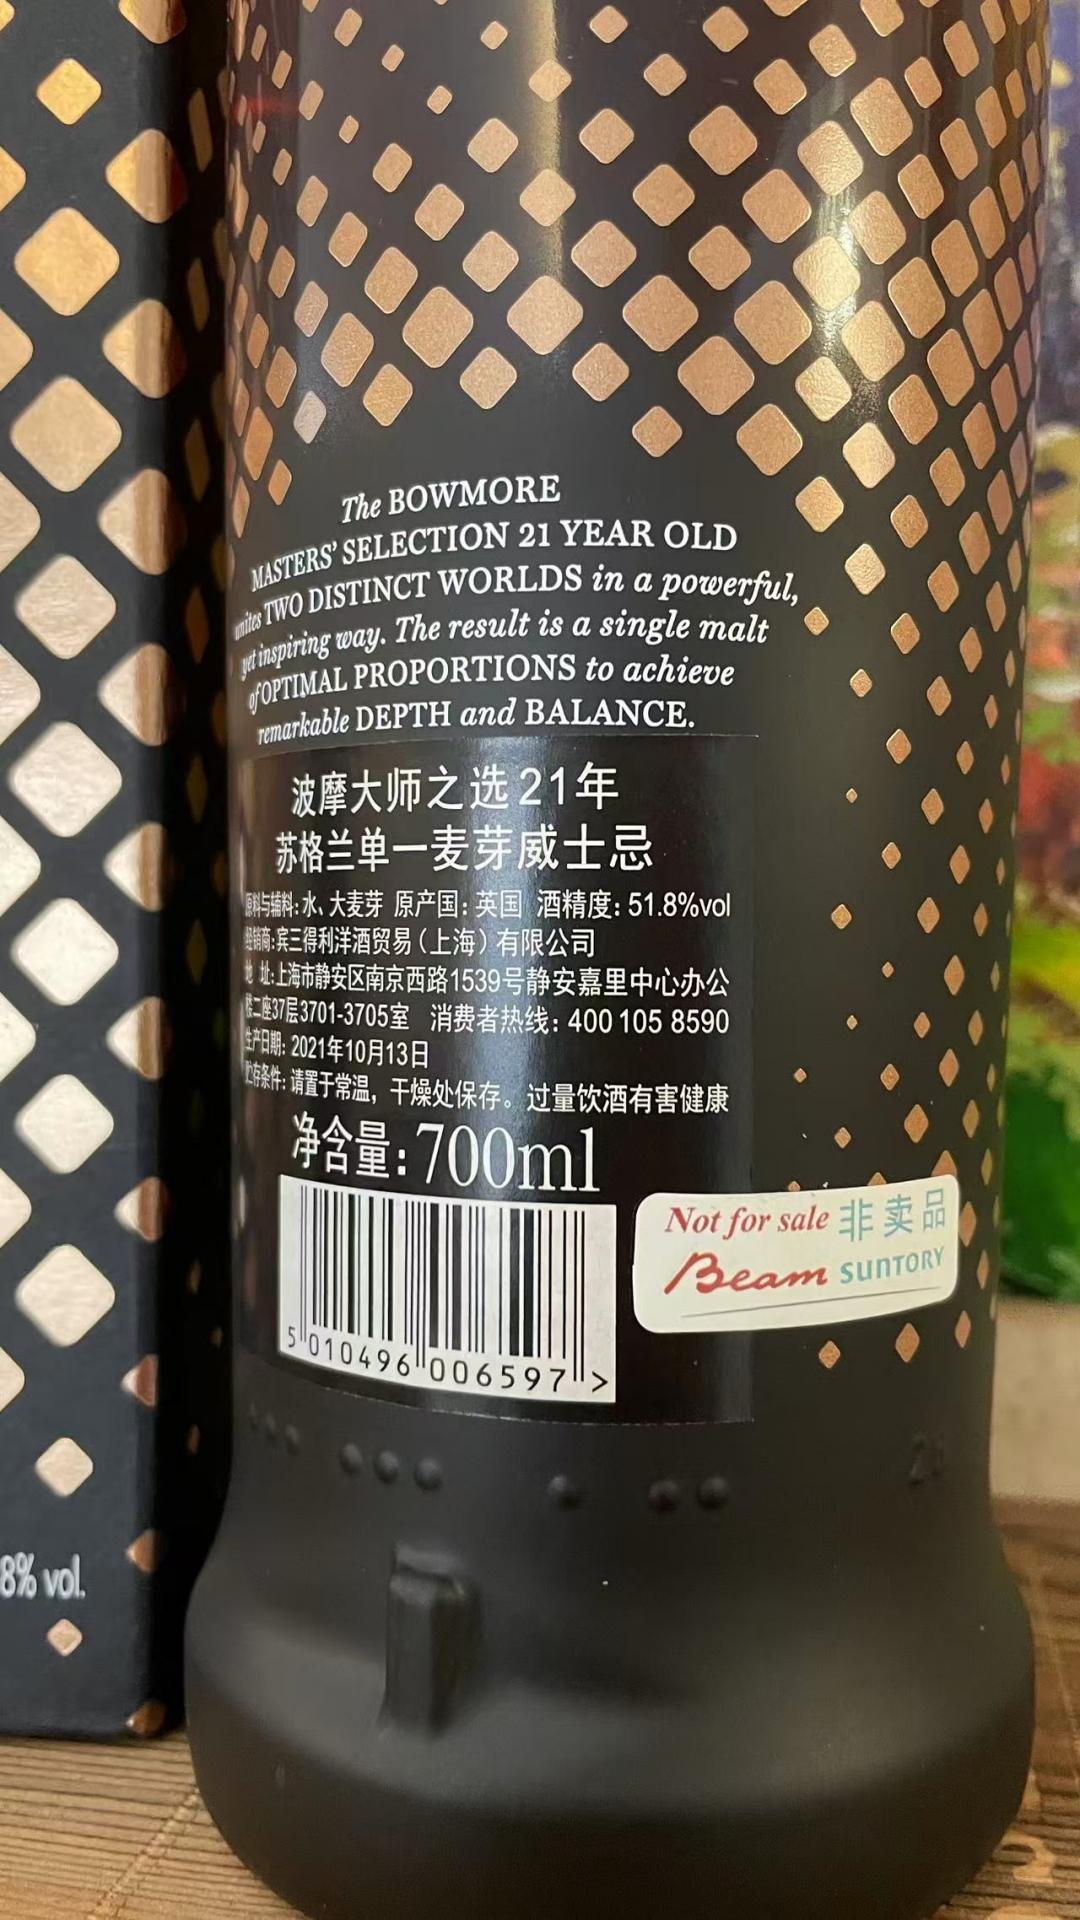 The BOWMORE
MASTERS' SELECTION 21 YEAR OLD
unites TWO DISTINCT WORLDS in a powerful,
yet inspiring way. The result is a single malt
of OPTIMAL PROPORTIONS to achieve
remarkable DEPTH and BALANCE.
波摩大师之选21年
苏格兰单一麦芽威士忌
原料与辅料:水、大麦芽 原产国:英国 酒精度:51.8%vol
经销商:宾三得利洋酒贸易(上海)有限公司
地 址:上海市静安区南京西路1539号静安嘉里中心办公
楼二座37层3701-3705室 消费者热线:400 105 8590
生产日期:2021年10月13日
贮存条件:请置于常温，干燥处保存。过量饮酒有害健康
净含量:700ml
5 010496 006597 >
Not for sale 非卖品
Beam SUNTORY
8% vol.